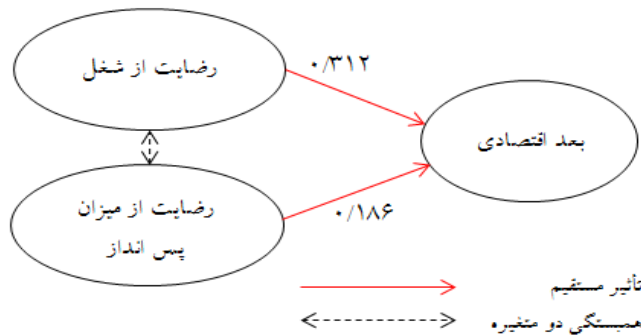 رضایت از شغل
۰/۳۱۲
بعد اقتصادی
رضایت از میزان
پس انداز
۰/۱۸۶
تأثیر مستقیم
همبستگی دو متغیره